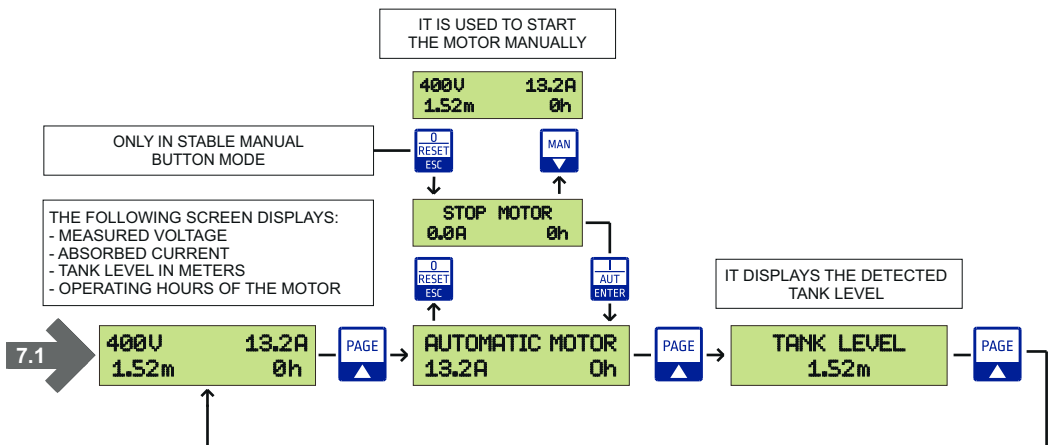 IT IS USED TO START
THE MOTOR MANUALLY
400V 13.2A
1.52m 0h
ONLY IN STABLE MANUAL
BUTTON MODE
0
RESET
ESC
MAN
THE FOLLOWING SCREEN DISPLAYS:
- MEASURED VOLTAGE
- ABSORBED CURRENT
- TANK LEVEL IN METERS
- OPERATING HOURS OF THE MOTOR
STOP MOTOR
0.0A 0h
0
RESET
ESC
I
AUT
ENTER
IT DISPLAYS THE DETECTED
TANK LEVEL
7.1
400V 13.2A
1.52m 0h
PAGE
AUTOMATIC MOTOR
13.2A Oh
PAGE
TANK LEVEL
1.52m
PAGE